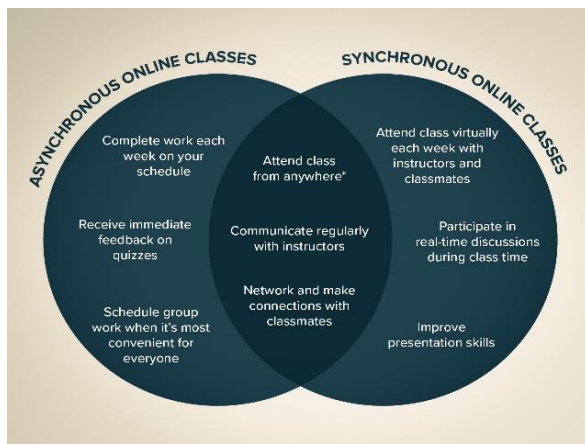 ASYNCHRONOUS ONLINE CLASSES
Complete work each
week on your
schedule
Receive immediate
feedback on
quizzes
Schedule group
work when it's most
convenient for
everyone
Attend class
from anywhere*
Communicate regularly
with instructors
Network and make
connections with
classmates
SYNCHRONOUS ONLINE CLASSES
Attend class virtually
each week with
instructors and
classmates
Participate in
real-time discussions
during class time
Improve
presentation skills